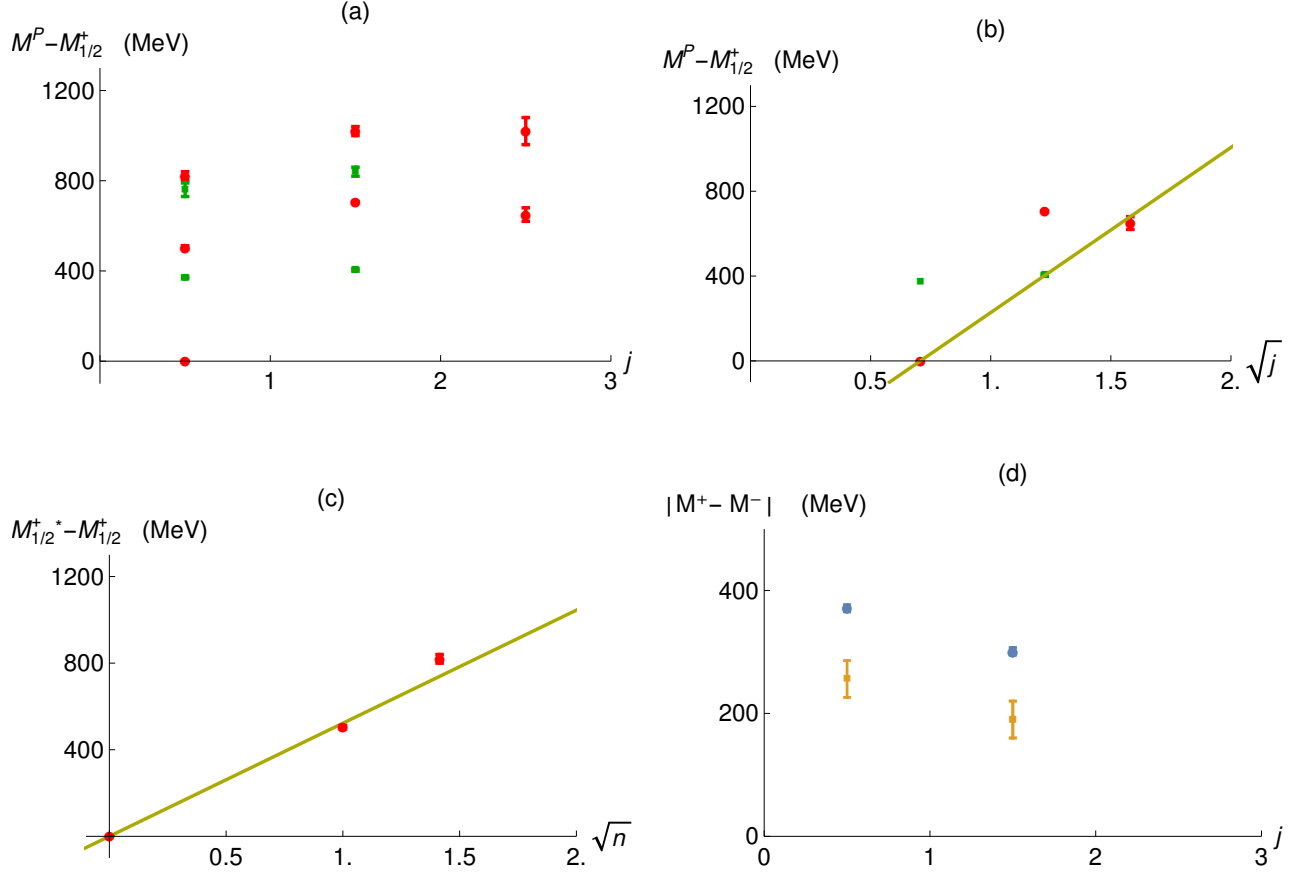 (a)
M^P−M^+_{1/2} (MeV)
1200
800
400
0
1
2
3
j
(b)
M^P−M^+_{1/2} (MeV)
1200
800
400
0
0.5
1.
1.5
2.
√j
(c)
M^+_{1/2}^*−M^+_{1/2} (MeV)
1200
800
400
0.5
1.
1.5
2.
√n
(d)
|M^+−M^−| (MeV)
400
200
0
0
1
2
3
j